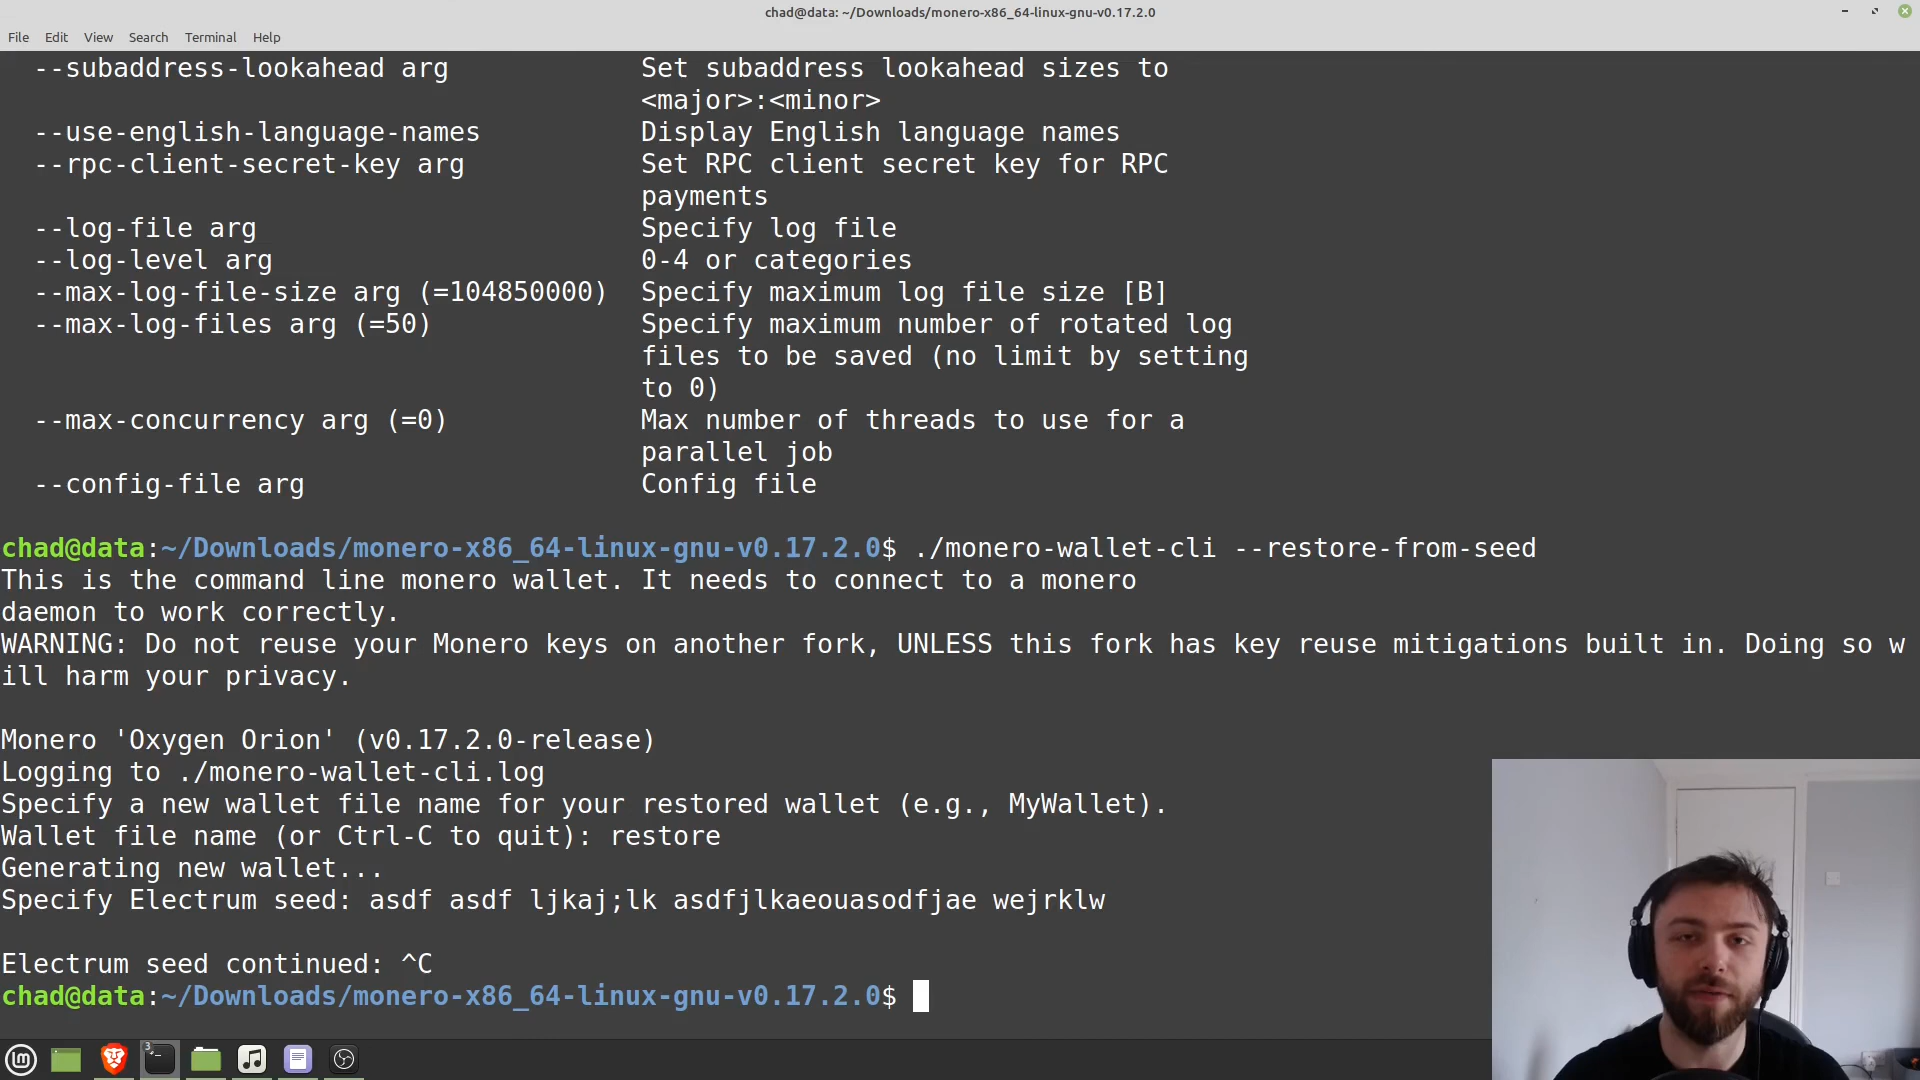 chad@data: ~/Downloads/monero-x86_64-linux-gnu-v0.17.2.0
File Edit View Search Terminal Help
--subaddress-lookahead arg Set subaddress lookahead sizes to
<major>:<minor>
--use-english-language-names Display English language names
--rpc-client-secret-key arg Set RPC client secret key for RPC
payments
--log-file arg Specify log file
--log-level arg 0-4 or categories
--max-log-file-size arg (=104850000) Specify maximum log file size [B]
--max-log-files arg (=50) Specify maximum number of rotated log
files to be saved (no limit by setting
to 0)
--max-concurrency arg (=0) Max number of threads to use for a
parallel job
--config-file arg Config file
chad@data:~/Downloads/monero-x86_64-linux-gnu-v0.17.2.0$ ./monero-wallet-cli --restore-from-seed
This is the command line monero wallet. It needs to connect to a monero
daemon to work correctly.
WARNING: Do not reuse your Monero keys on another fork, UNLESS this fork has key reuse mitigations built in. Doing so w
ill harm your privacy.
Monero 'Oxygen Orion' (v0.17.2.0-release)
Logging to ./monero-wallet-cli.log
Specify a new wallet file name for your restored wallet (e.g., MyWallet).
Wallet file name (or Ctrl-C to quit): restore
Generating new wallet...
Specify Electrum seed: asdf asdf ljkaj;lk asdfjlkaeouasodfjae wejrklw
Electrum seed continued: ^C
chad@data:~/Downloads/monero-x86_64-linux-gnu-v0.17.2.0$
3